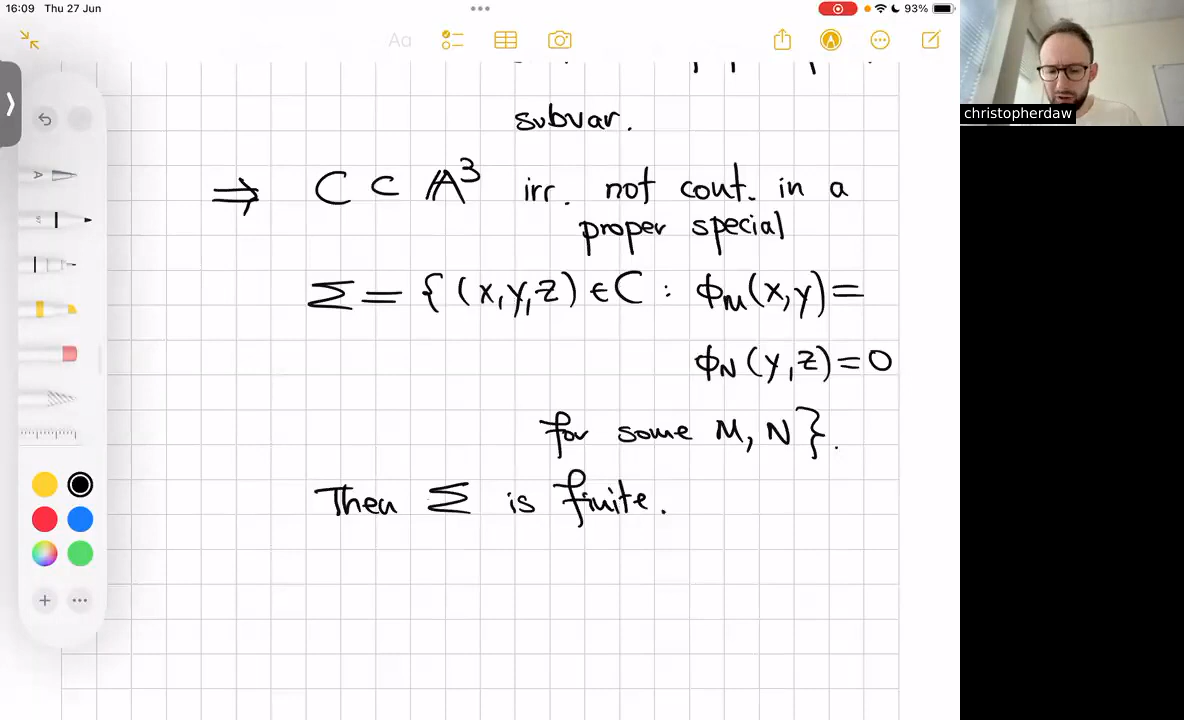 16:09 Thu 27 Jun
93%
Aa
christopherdaw
subvar.
⇒ C ⊂ A³ irr. not cont. in a
proper special
Σ = { (x,y,z) ∈ C : ϕ_M(x,y) =
ϕ_N(y,z) = 0
for some M, N }.
Then Σ is finite.